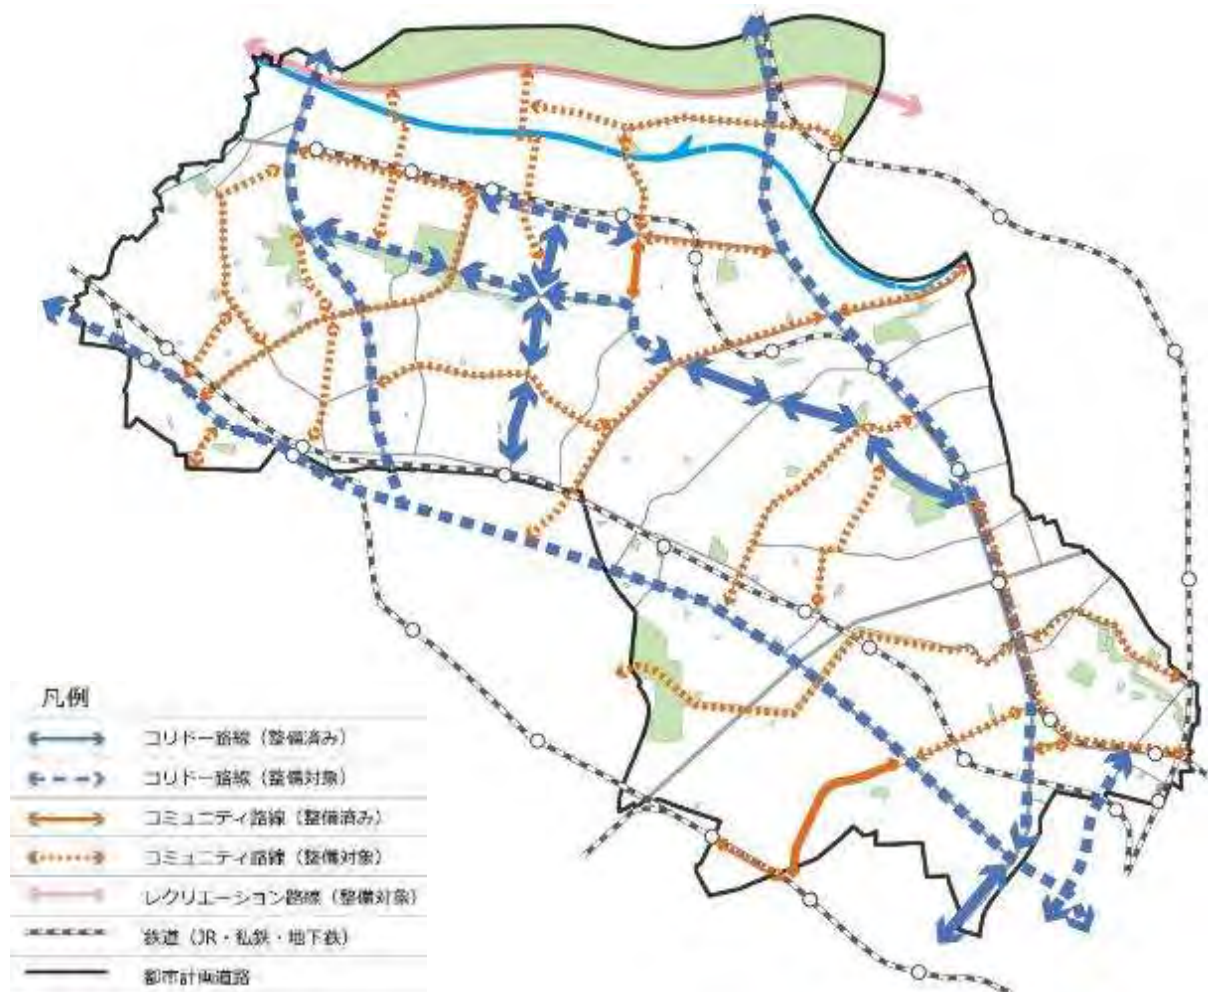 凡例
コリドー路線（整備済み）
コリドー路線（整備対象）
コミュニティ路線（整備済み）
コミュニティ路線（整備対象）
レクリエーション路線（整備対象）
鉄道（JR・私鉄・地下鉄）
都市計画道路